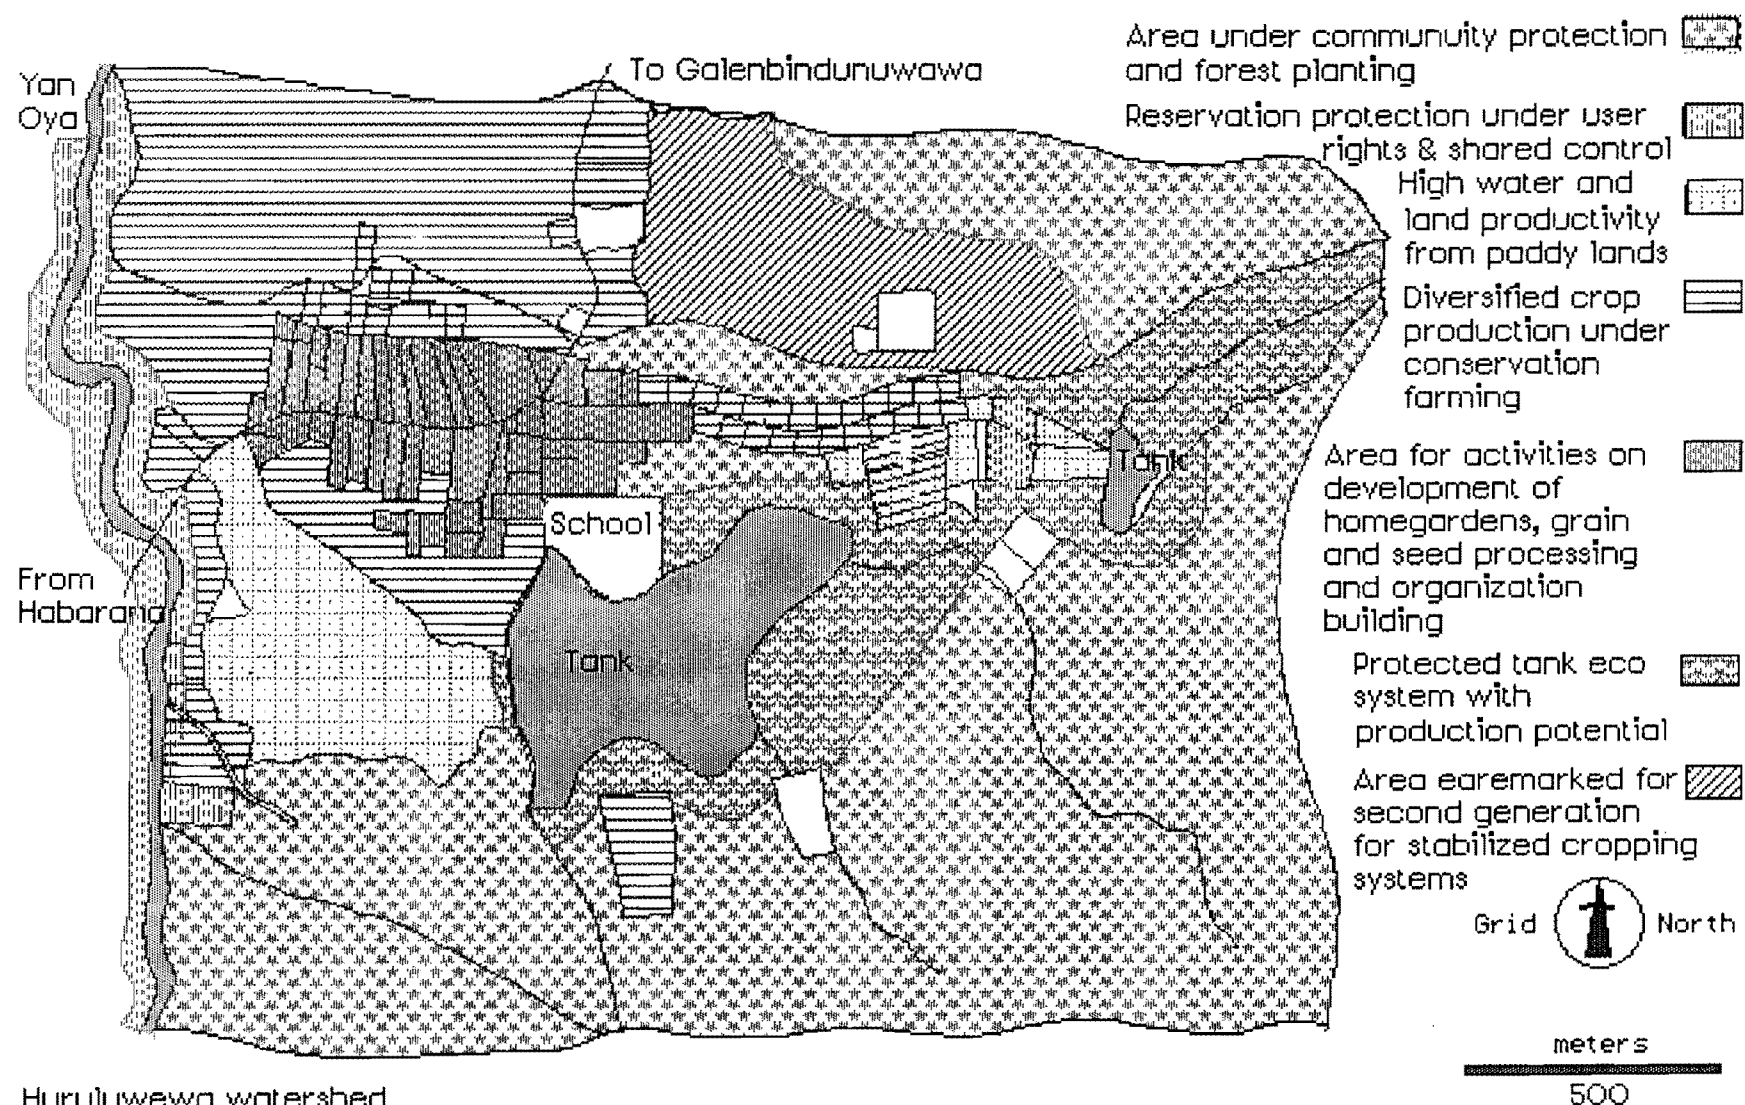 Yan
Oya
To Galenbindunuwawa
Area under communuity protection
and forest planting
Reservation protection under user
rights & shared control
High water and
land productivity
from paddy lands
Diversified crop
production under
conservation
farming
Area for activities on
development of
homegardens, grain
and seed processing
and organization
building
Protected tank eco
system with
production potential
Area earemarked for
second generation
for stabilized cropping
systems
Tank
School
From
Habarana
Tank
Grid North
meters
500
Huruluwewa watershed